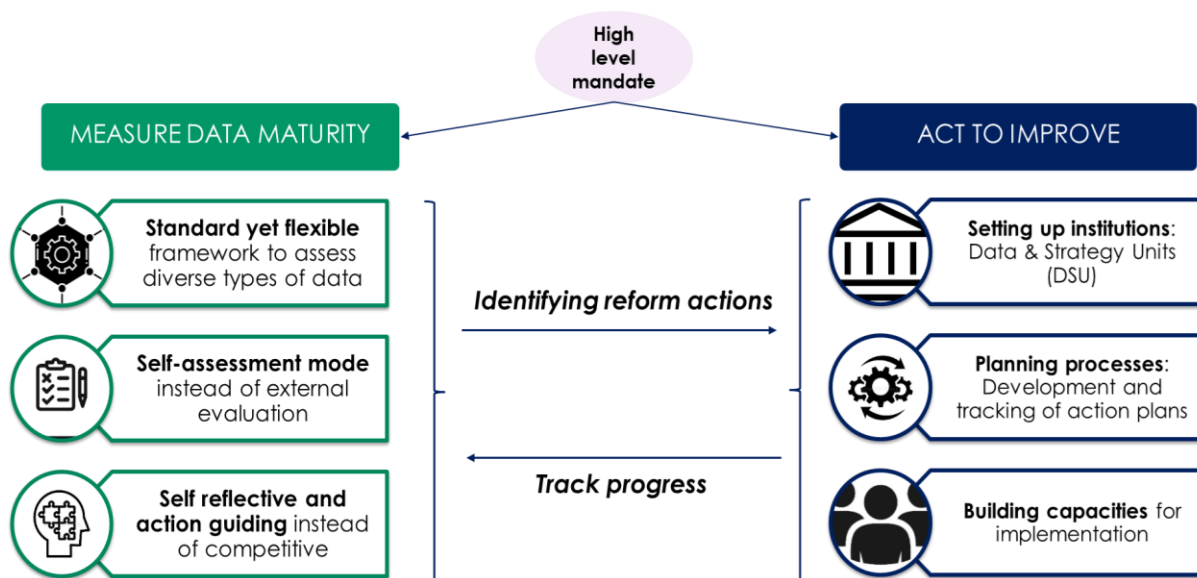 High
level
mandate
MEASURE DATA MATURITY
ACT TO IMPROVE
Standard yet flexible
framework to assess
diverse types of data
Self-assessment mode
instead of external
evaluation
Self reflective and
action guiding instead
of competitive
Identifying reform actions
Track progress
Setting up institutions:
Data & Strategy Units
(DSU)
Planning processes:
Development and
tracking of action plans
Building capacities for
implementation